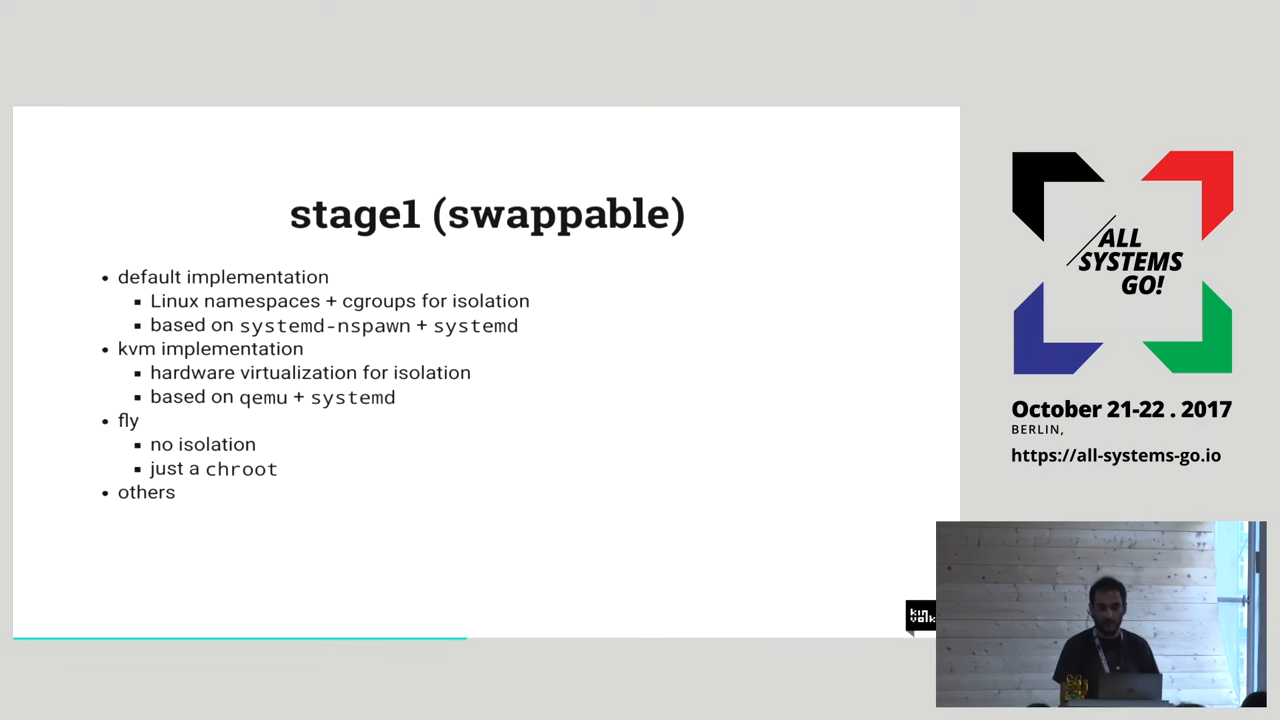 stage1 (swappable)
• default implementation
▪ Linux namespaces + cgroups for isolation
▪ based on systemd-nspawn + systemd
• kvm implementation
▪ hardware virtualization for isolation
▪ based on qemu + systemd
• fly
▪ no isolation
▪ just a chroot
• others
kin
volk
ALL
SYSTEMS
GO!
October 21-22 . 2017
BERLIN,
https://all-systems-go.io